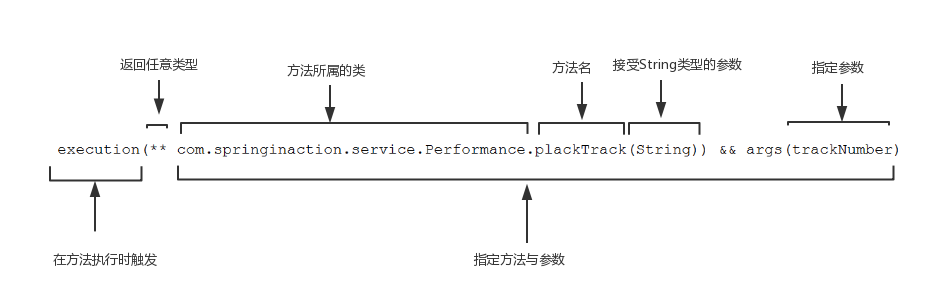 返回任意类型
方法所属的类
方法名
接受String类型的参数
指定参数
execution(** com.springinaction.service.Performance.plackTrack(String)) && args(trackNumber)
在方法执行时触发
指定方法与参数